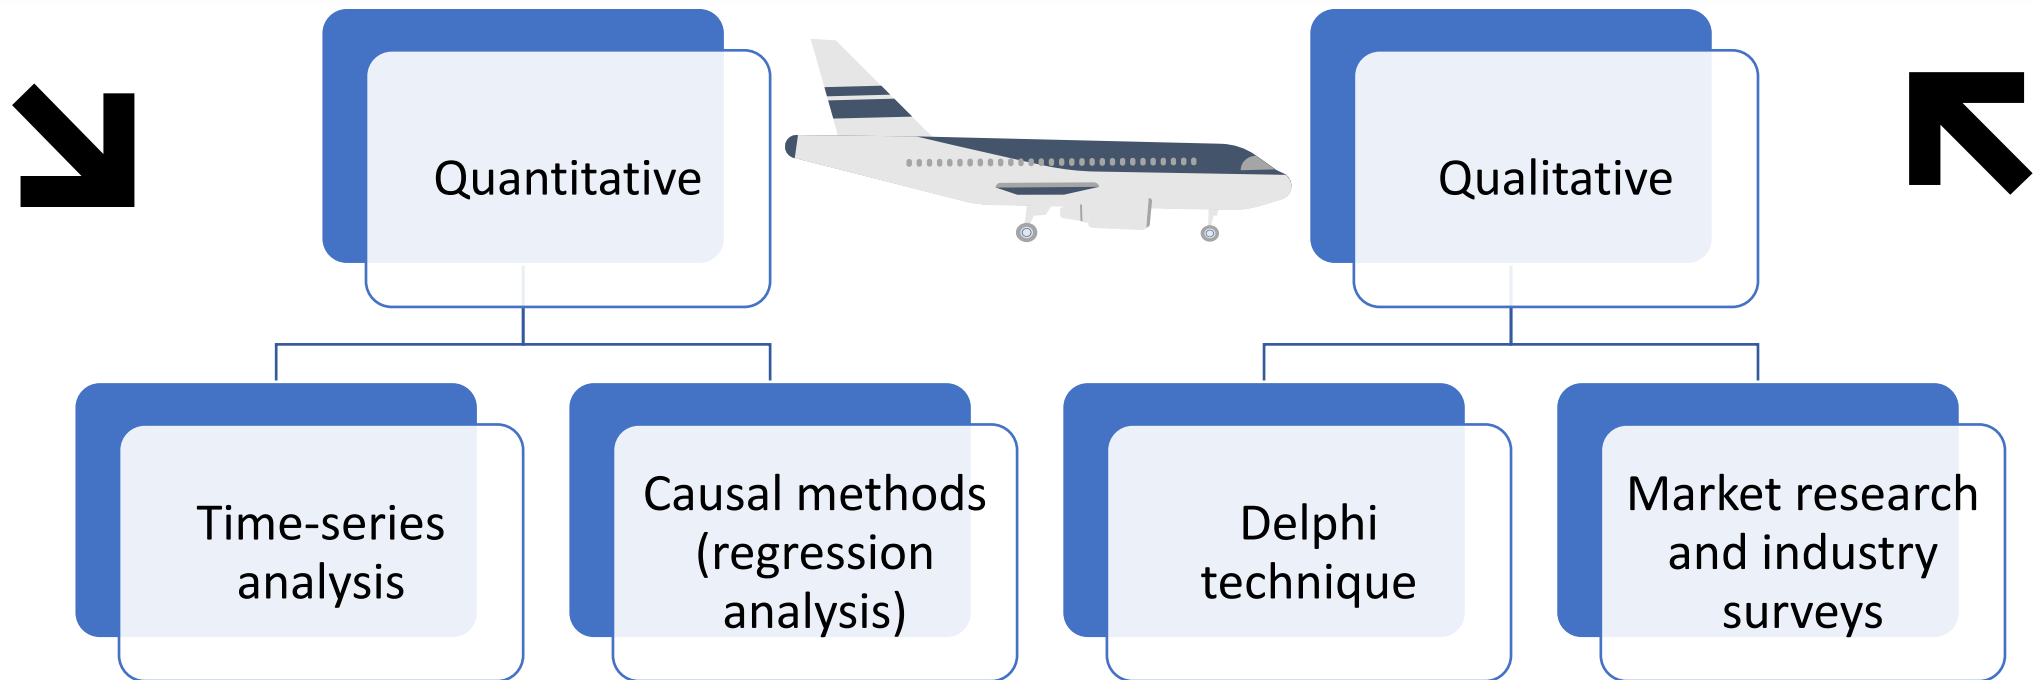 Quantitative
Qualitative
Time-series
analysis
Causal methods
(regression
analysis)
Delphi
technique
Market research
and industry
surveys